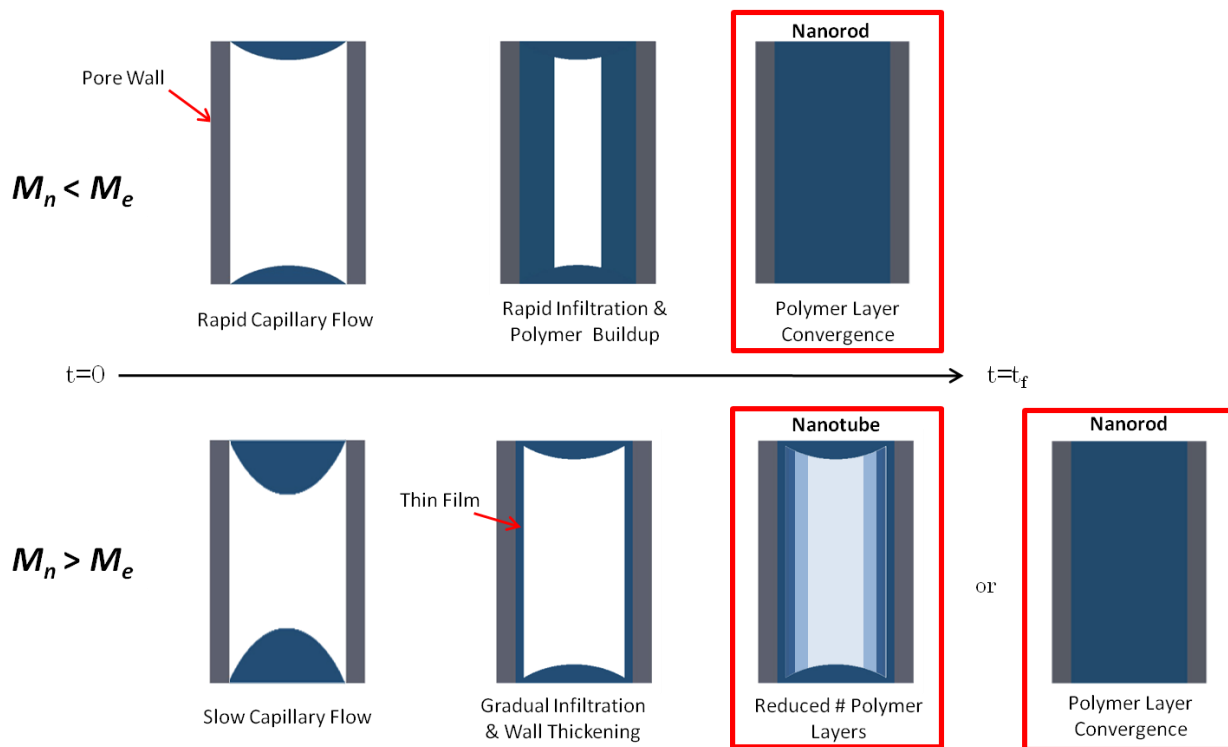 Nanorod
Pore Wall
Mn < Me
Rapid Capillary Flow
Rapid Infiltration &
Polymer Buildup
Polymer Layer
Convergence
t=0
t=tf
Nanotube
Nanorod
Thin Film
Mn > Me
or
Slow Capillary Flow
Gradual Infiltration
& Wall Thickening
Reduced # Polymer
Layers
Polymer Layer
Convergence